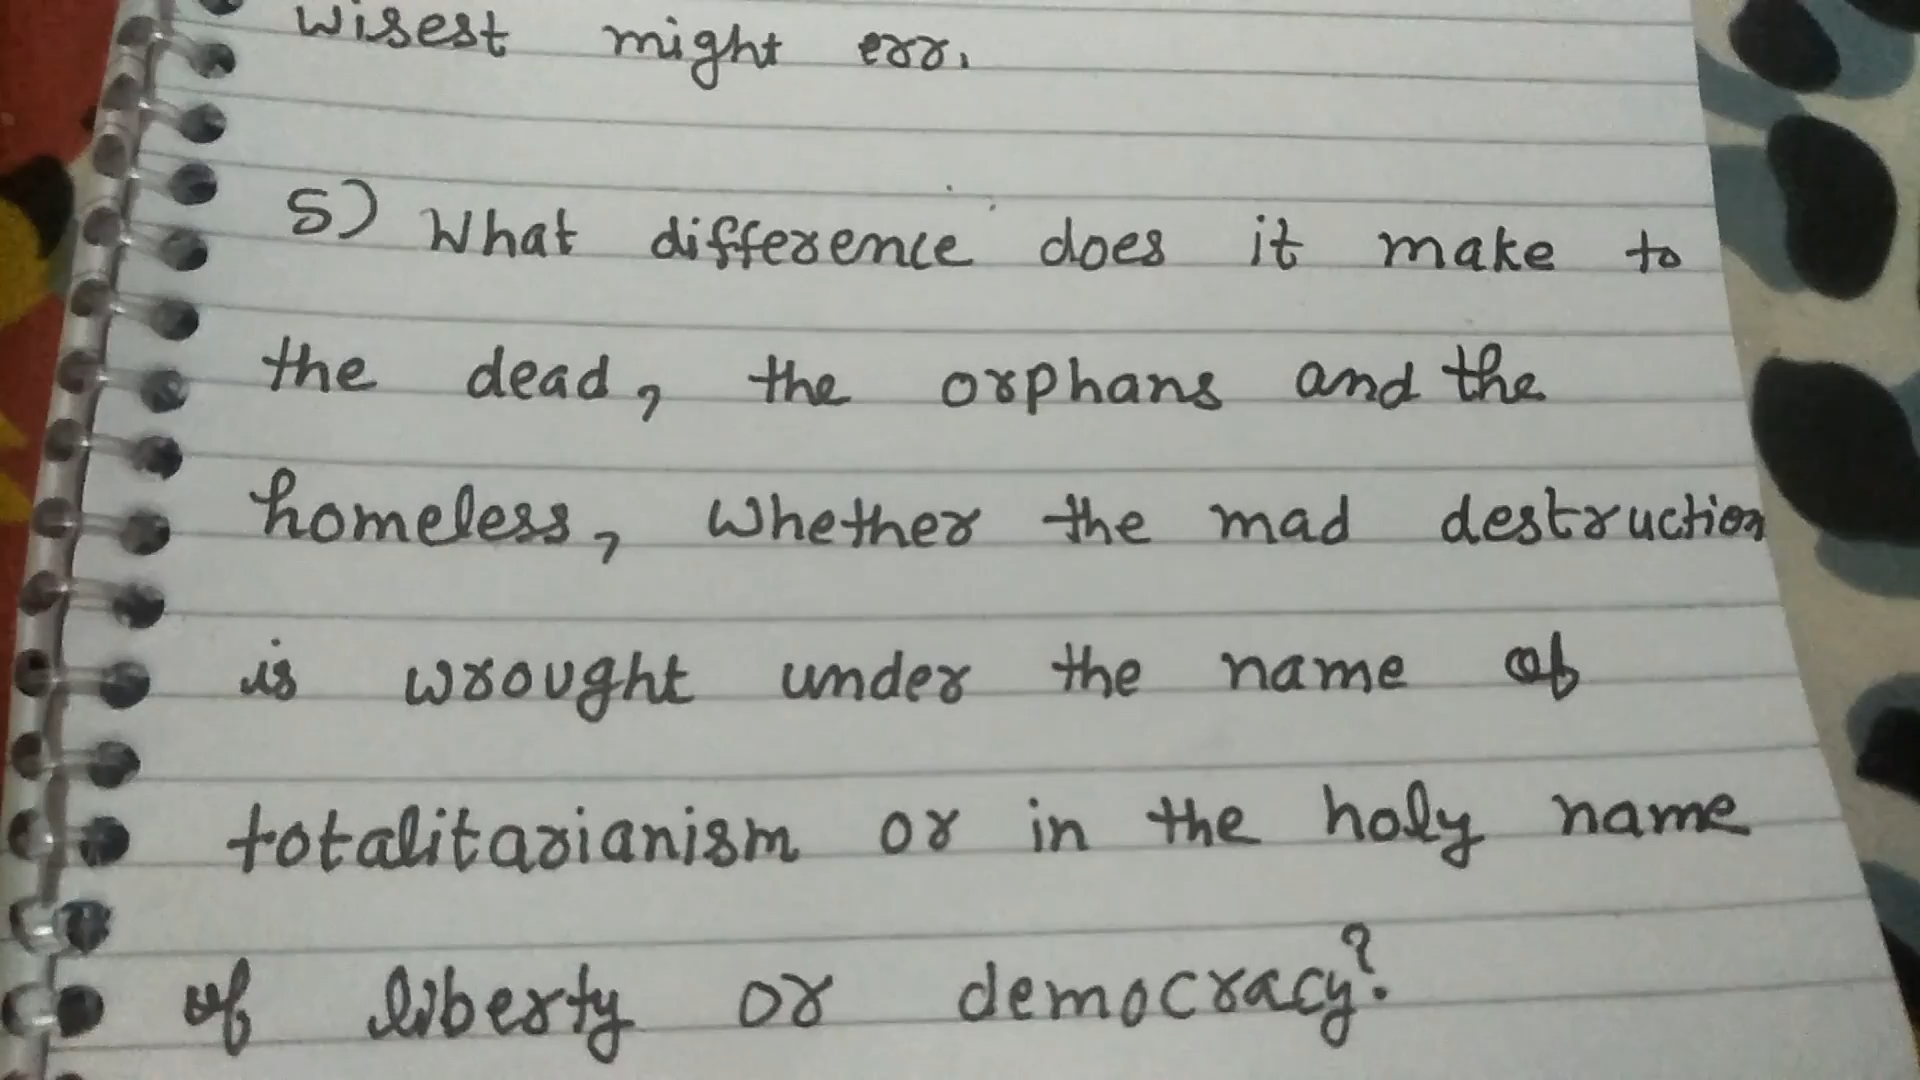 wisest might err.
5) What difference does it make to
the dead, the orphans and the
homeless, whether the mad destruction
is wrought under the name of
totalitarianism or in the holy name
of liberty or democracy?